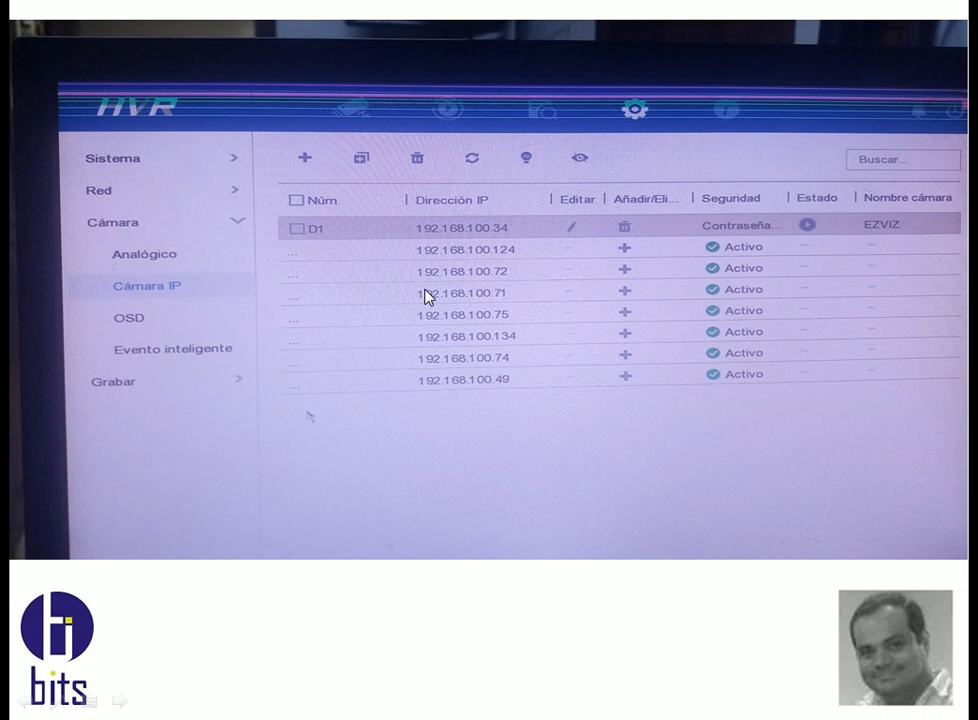 HVR
Sistema
Red
Cámara
Analógico
Cámara IP
OSD
Evento inteligente
Grabar
Buscar...
Núm. Dirección IP Editar Añadir/Eli... Seguridad Estado Nombre cámara
D1 192.168.100.34 Contraseña... EZVIZ
... 192.168.100.124 Activo
... 192.168.100.72 Activo
... 192.168.100.71 Activo
... 192.168.100.75 Activo
... 192.168.100.134 Activo
... 192.168.100.74 Activo
... 192.168.100.49 Activo
bits